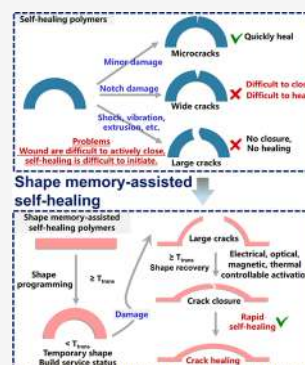 Self-healing polymers
Minor damage
Microcracks
Quickly heal
Notch damage
Wide cracks
Difficult to
Difficult to
Shock, vibration,
extrusion, etc.
Problems
Wound are difficult to actively close,
self-healing is difficult to initiate.
Large cracks
No closure,
No healing
Shape memory-assisted
self-healing
Shape memory-assisted
self-healing polymers
Shape
programming
≥ Ttrans
Damage
< Ttrans
Temporary shape
Build service status
Large cracks
≥ Ttrans
Shape recovery
Electrical, optical,
magnetic, thermal
controllable
Crack closure
Rapid
self-healing
Crack healing